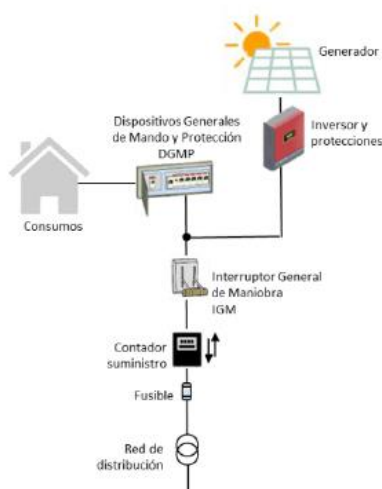 Generador
Dispositivos Generales
de Mando y Protección
DGMP
Inversor y
protecciones
Consumos
Interruptor General
de Maniobra
IGM
Contador
suministro
Fusible
Red de
distribución